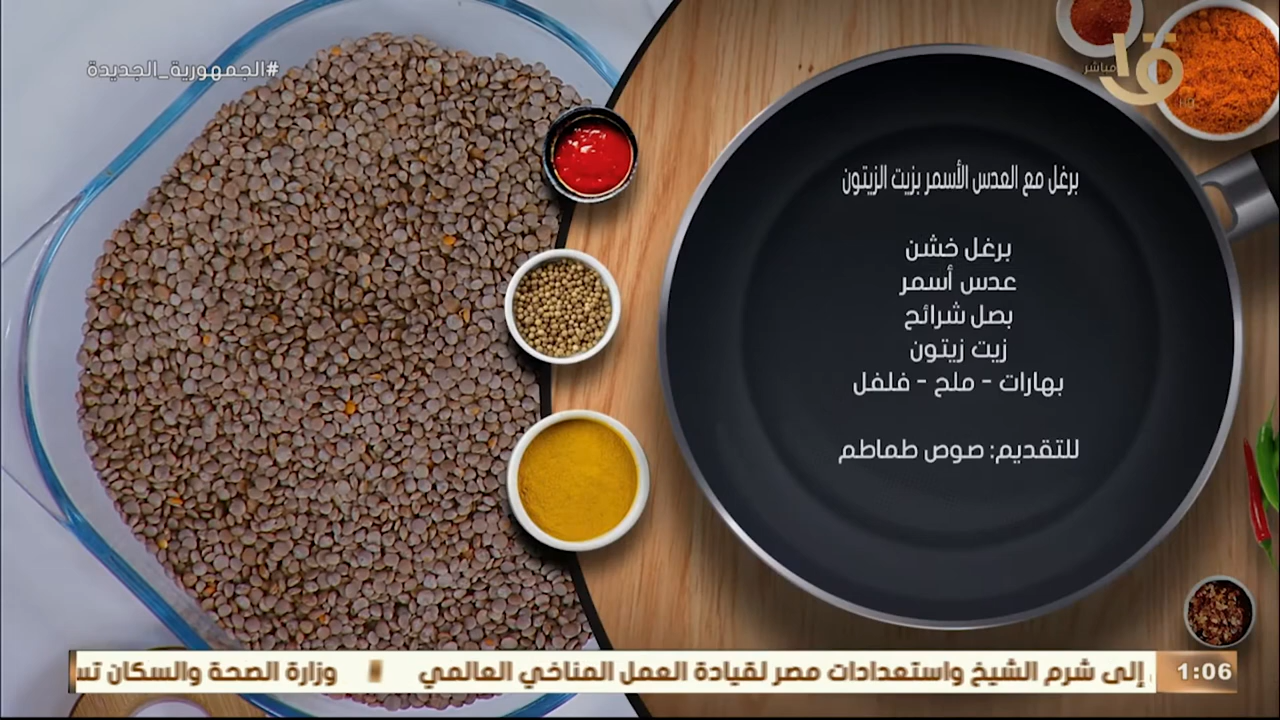 #الجمهورية_الجديدة
مباشر
برغل مع العدس الأسمر بزيت الزيتون
برغل خشن
عدس أسمر
بصل شرائح
زيت زيتون
بهارات - ملح - فلفل
للتقديم: صوص طماطم
إلى شرم الشيخ واستعدادات مصر لقيادة العمل المناخي العالمي
وزارة الصحة والسكان
1:06